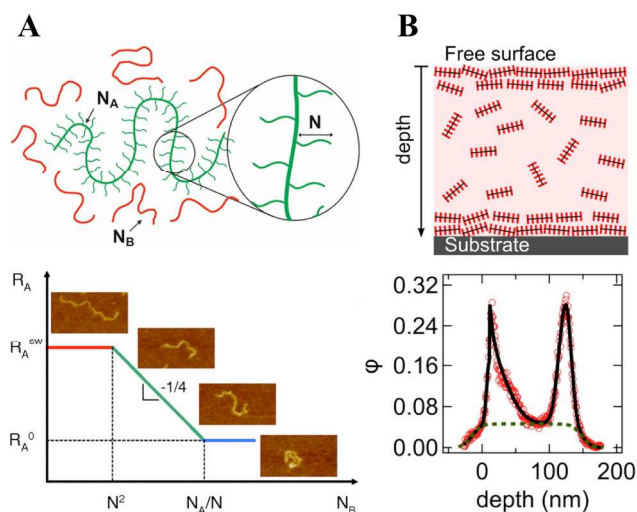 A
N_A
N
N_B
R_A
R_A^εw
-1/4
R_A^0
N^2
N_A/N
N_B
B
Free surface
depth
Substrate
φ
0.32
0.24
0.16
0.08
0.00
0 100 200
depth (nm)